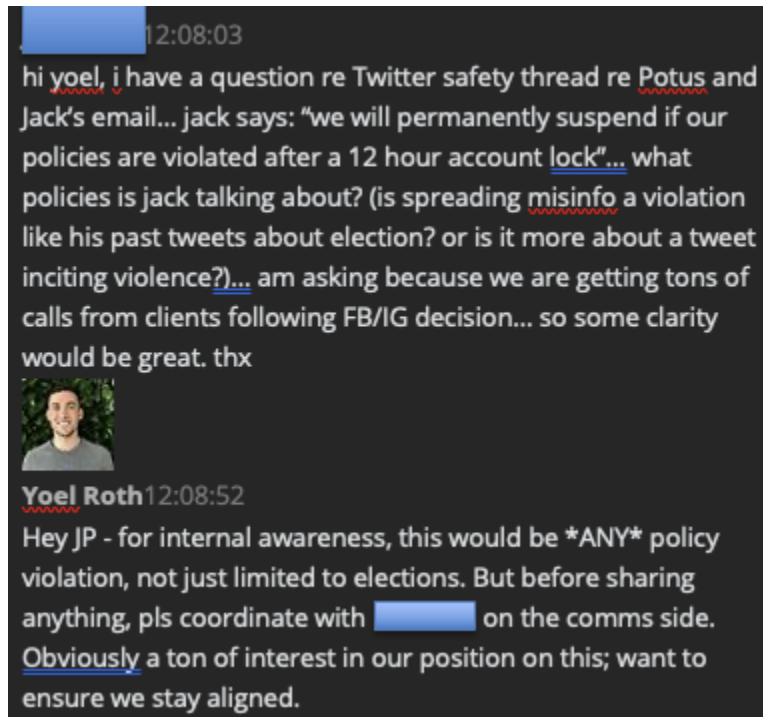 12:08:03
hi yoel, i have a question re Twitter safety thread re Potus and
Jack's email... jack says: “we will permanently suspend if our
policies are violated after a 12 hour account lock”... what
policies is jack talking about? (is spreading misinfo a violation
like his past tweets about election? or is it more about a tweet
inciting violence?)... am asking because we are getting tons of
calls from clients following FB/IG decision... so some clarity
would be great. thx
Yoel Roth12:08:52
Hey JP - for internal awareness, this would be *ANY* policy
violation, not just limited to elections. But before sharing
anything, pls coordinate with on the comms side.
Obviously a ton of interest in our position on this; want to
ensure we stay aligned.